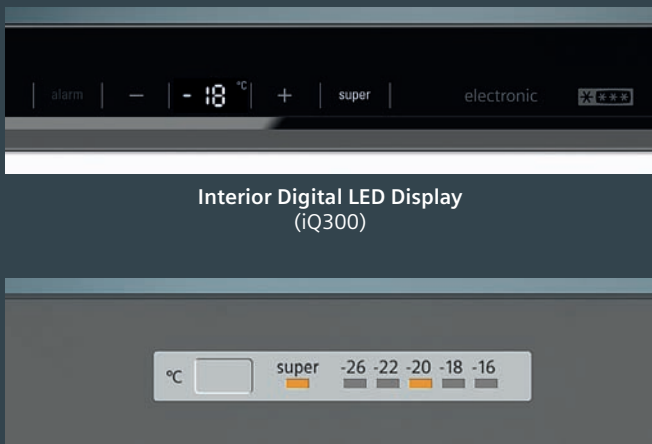 alarm − - 18 °C + super electronic
Interior Digital LED Display
(iQ300)
°C super -26 -22 -20 -18 -16